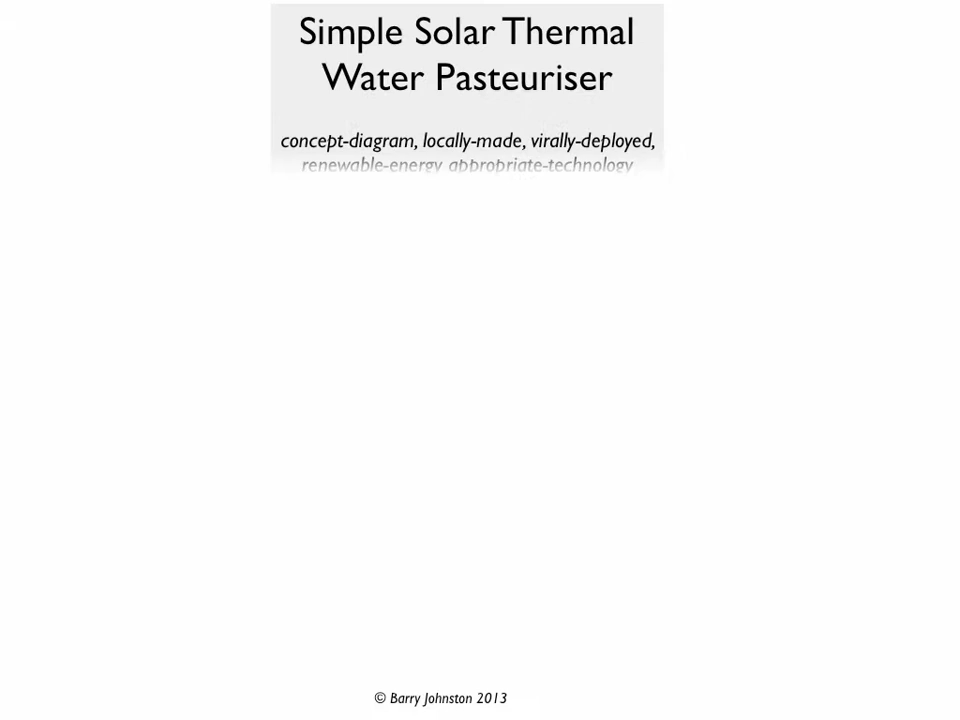 Simple Solar Thermal
Water Pasteuriser
concept-diagram, locally-made, virally-deployed,
renewable-energy appropriate-technology
© Barry Johnston 2013